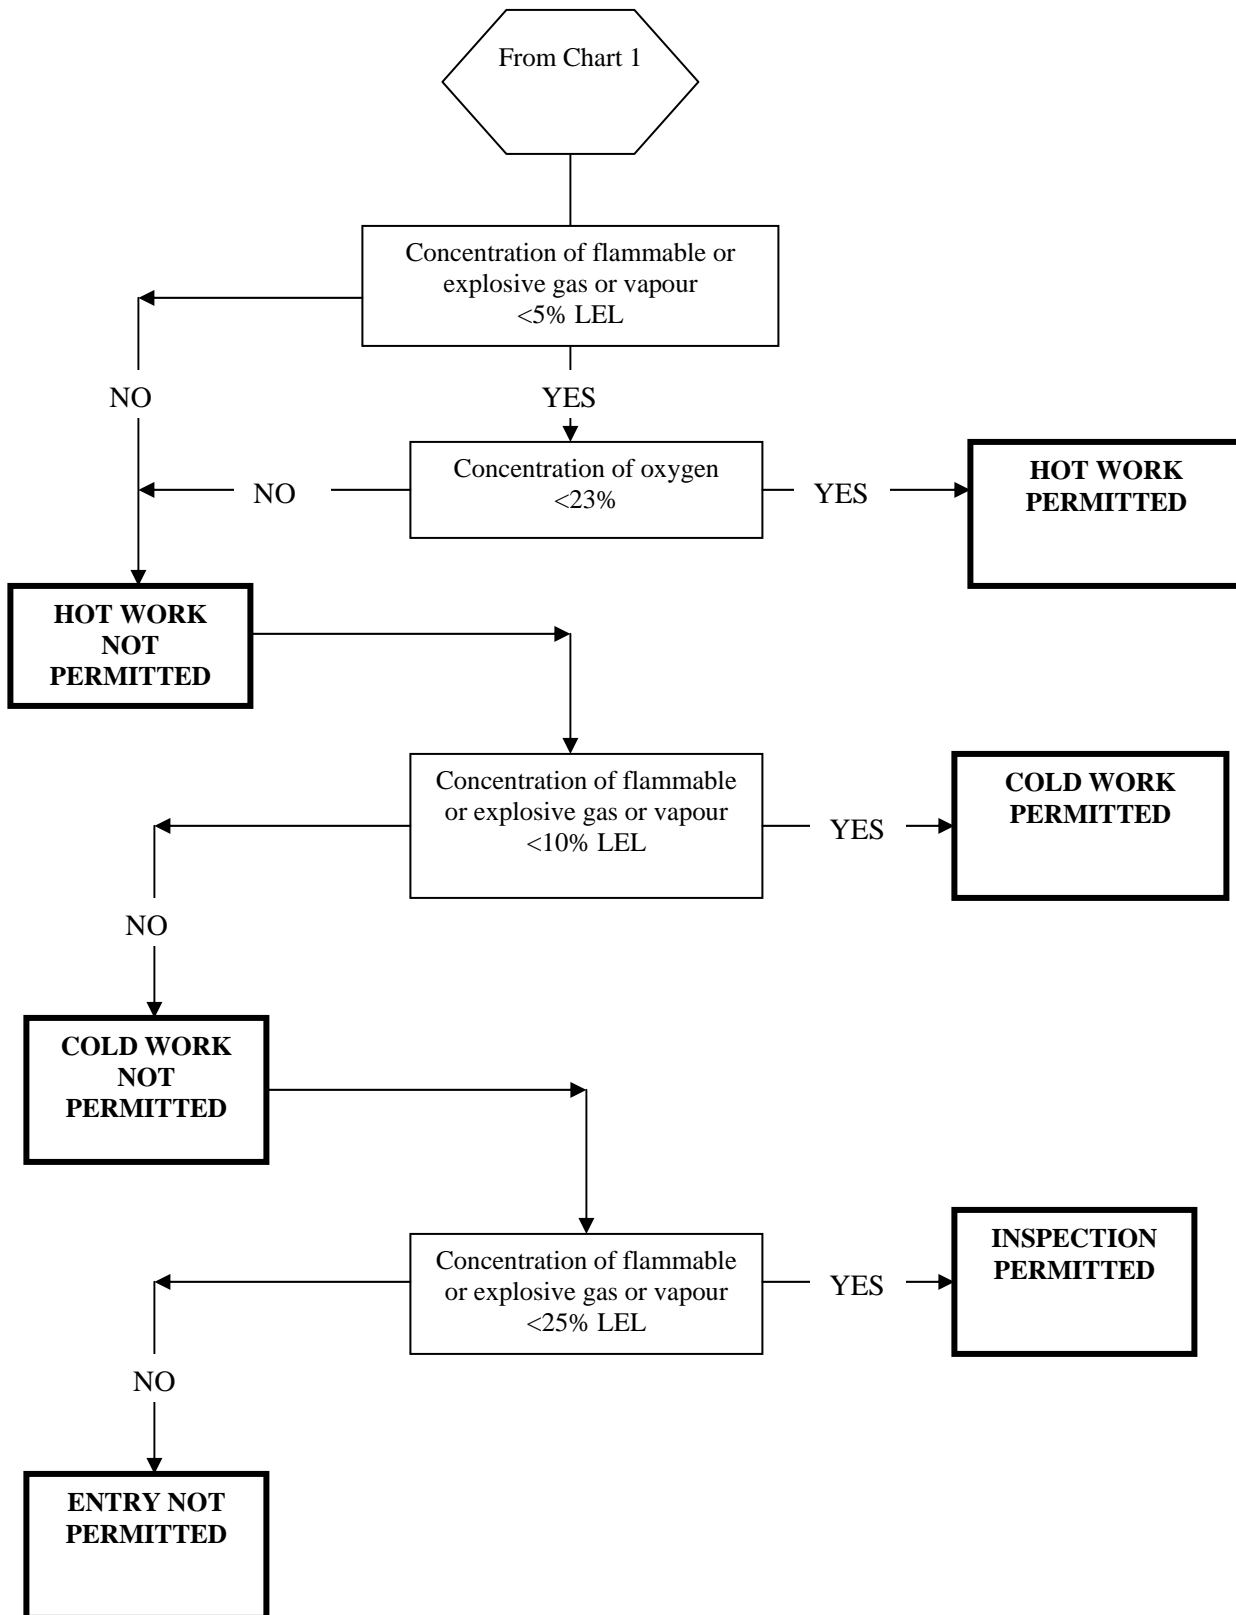 From Chart 1
Concentration of flammable or
explosive gas or vapour
<5% LEL
NO
YES
Concentration of oxygen
<23%
NO
YES
HOT WORK
PERMITTED
HOT WORK
NOT
PERMITTED
Concentration of flammable
or explosive gas or vapour
<10% LEL
YES
COLD WORK
PERMITTED
NO
COLD WORK
NOT
PERMITTED
Concentration of flammable
or explosive gas or vapour
<25% LEL
YES
INSPECTION
PERMITTED
NO
ENTRY NOT
PERMITTED